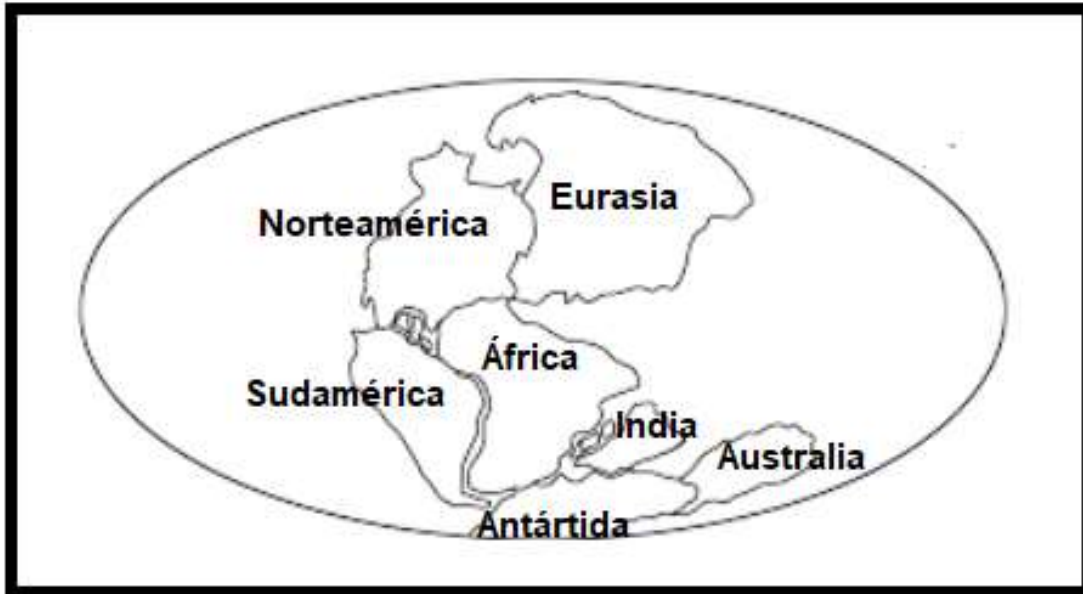 Eurasia
Norteamérica
África
Sudamérica
India
Australia
Antártida